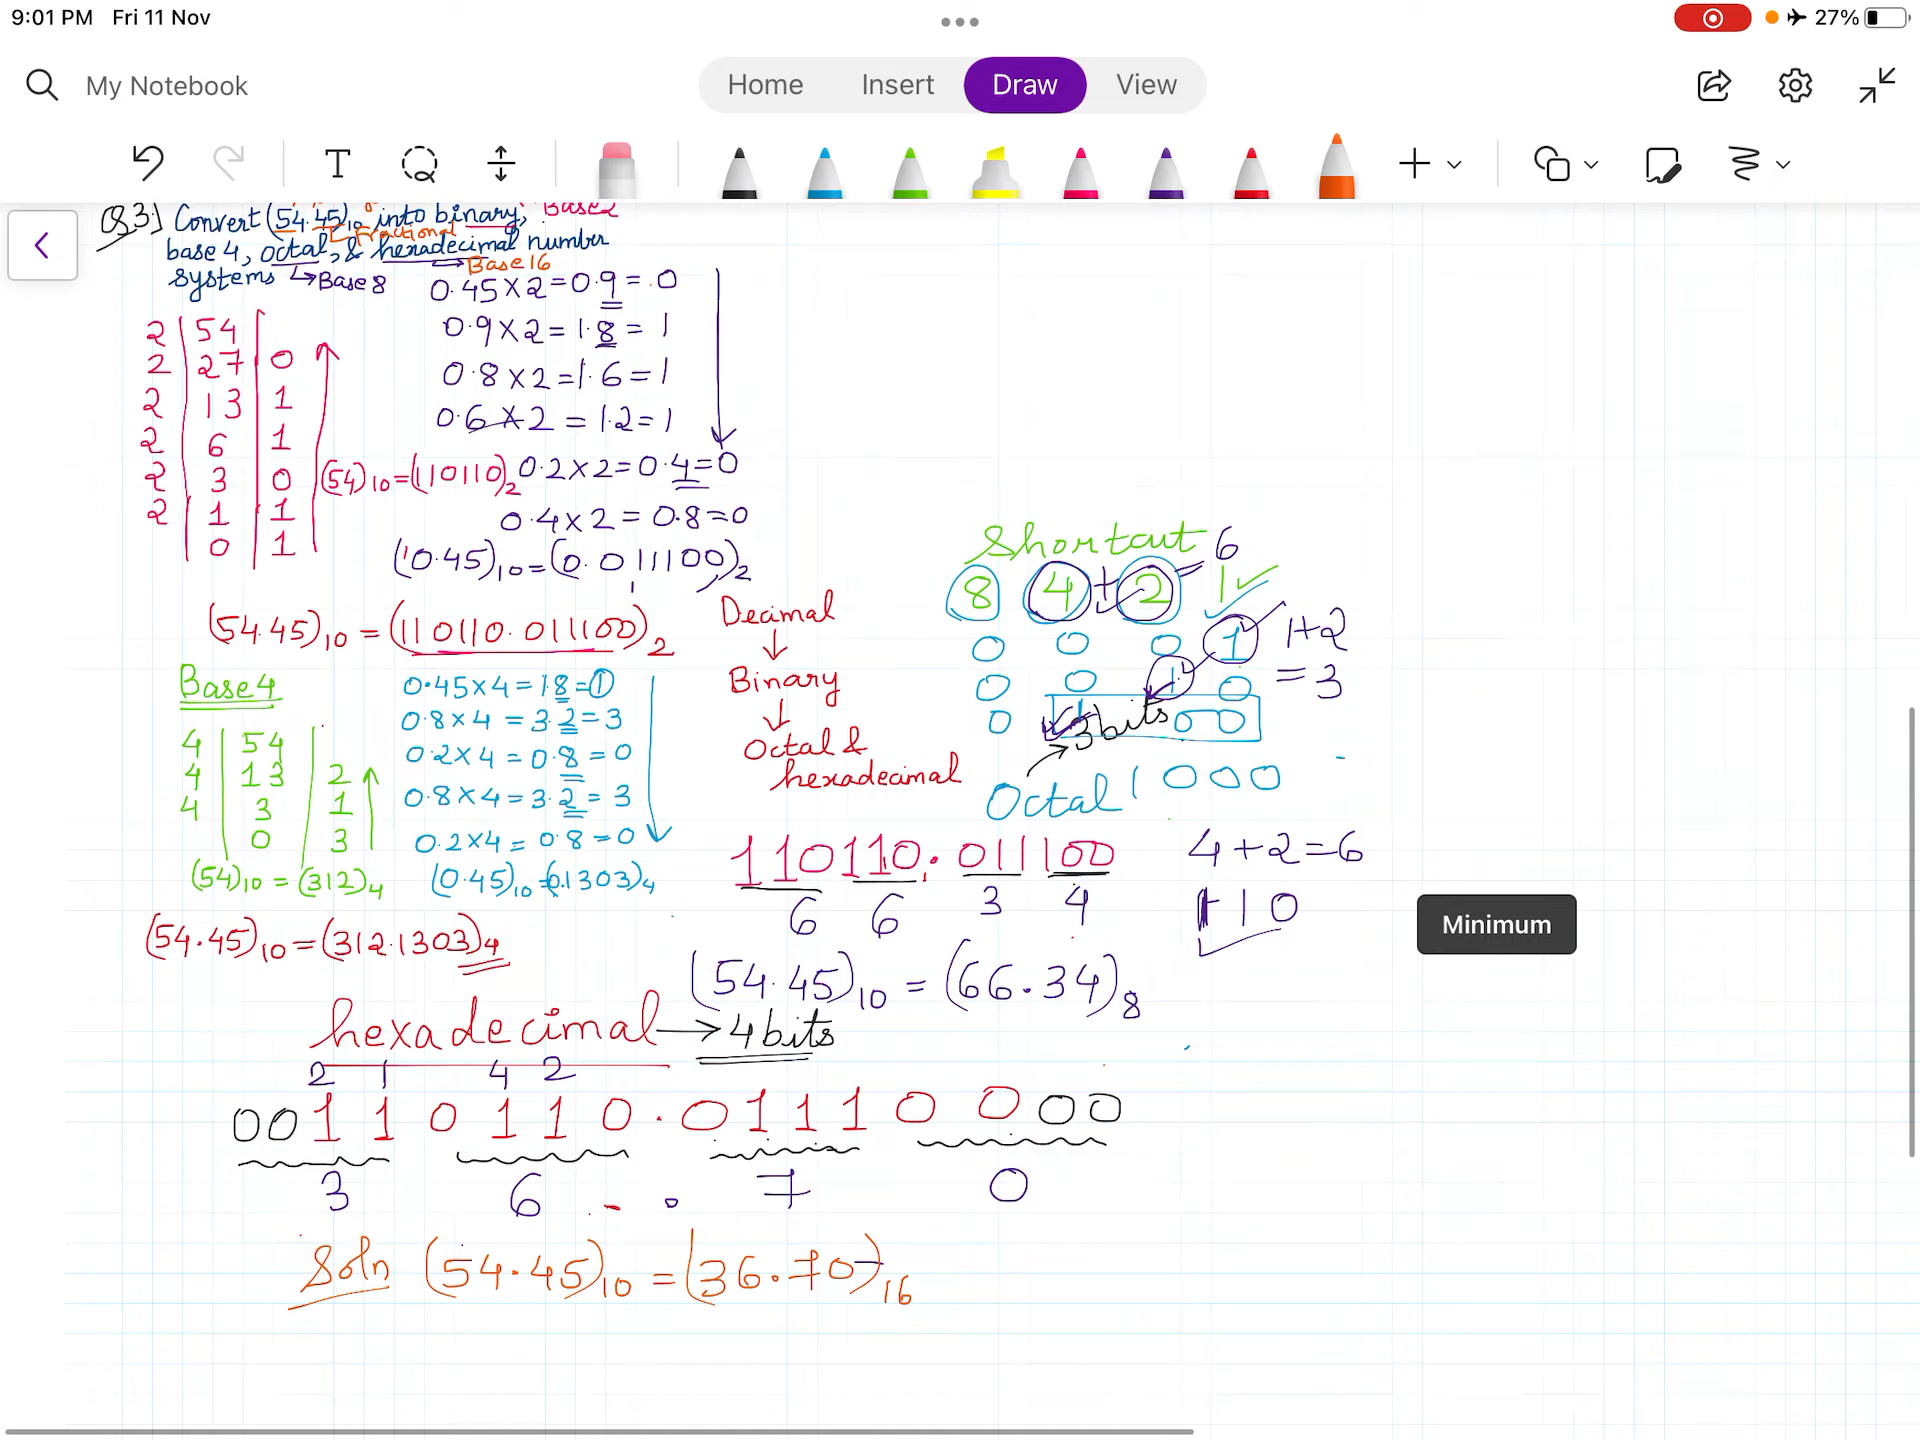 9:01 PM Fri 11 Nov
27%
My Notebook
Home Insert Draw View
Q.3.] Convert (54.45)10 into binary, Base2
Fractional
base 4, octal, & hexadecimal number
systems ↳Base 8 →Base 16
0.45×2=0.9=0
0.9×2=1.8=1
0.8×2=1.6=1
0.6×2=1.2=1
0.2×2=0.4=0
0.4×2=0.8=0
(0.45)10=(0.011100)2
2 | 54 |
2 | 27 | 0
2 | 13 | 1
2 | 6 | 1
2 | 3 | 0
2 | 1 | 1
0 | 1
(54)10=(110110)2
(54.45)10=(110110.011100)2
Base 4
4 | 54 |
4 | 13 | 2
4 | 3 | 1
0 | 3
(54)10=(312)4
0.45×4=1.8=1
0.8×4=3.2=3
0.2×4=0.8=0
0.8×4=3.2=3
0.2×4=0.8=0
(0.45)10=(0.1303)4
(54.45)10=(312.1303)4
Decimal
↓
Binary
↓
Octal &
hexadecimal
Shortcut
8 4+2=6 1✓
0 0 0 1 1+2
0 0 1 0 =3
0 1 0 0
→3bits
Octal 1000
110110.011100
6 6 3 4
4+2=6
110
(54.45)10=(66.34)8
Minimum
hexadecimal→4bits
2 1 4 2
00110110.01110000
3 6 . 7 0
Soln (54.45)10=(36.70)16